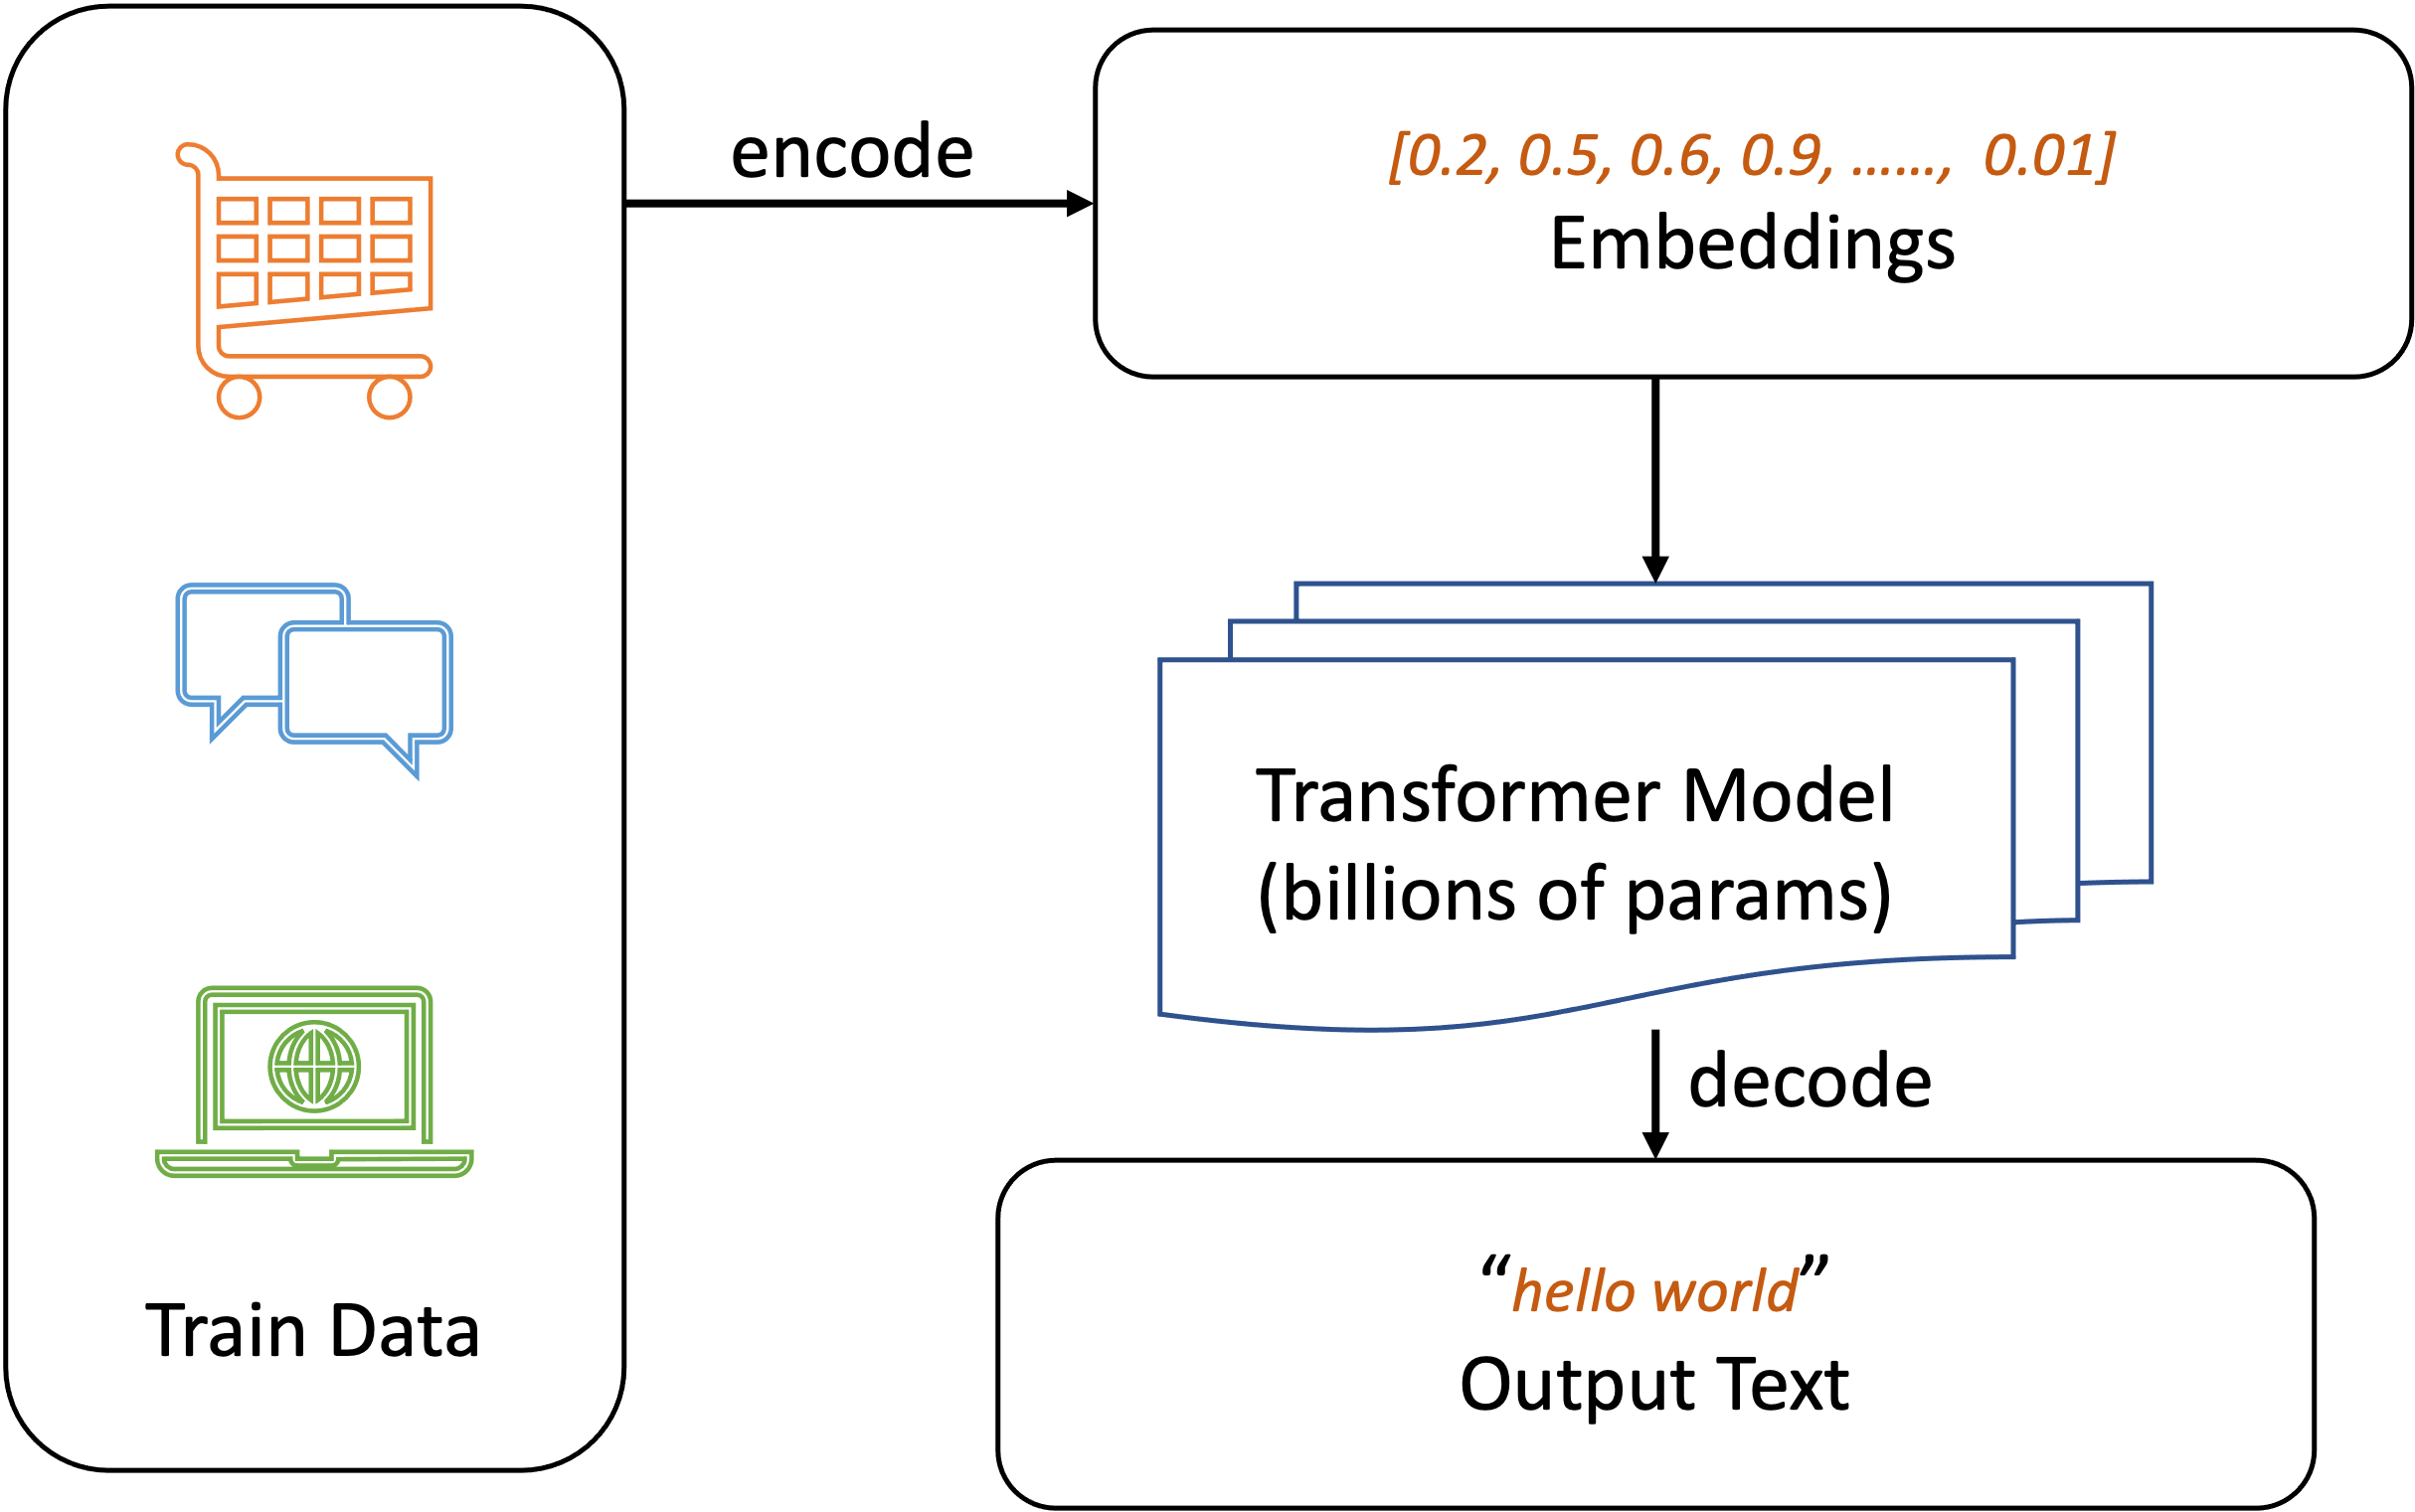 encode
[0.2, 0.5, 0.6, 0.9, ......., 0.01]
Embeddings
Transformer Model
(billions of params)
decode
“hello world”
Output Text
Train Data